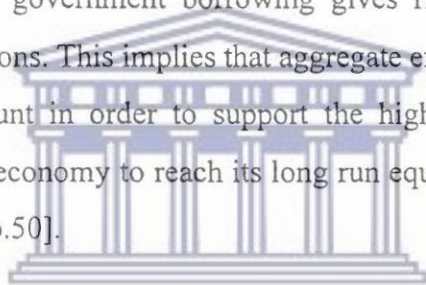 government borrowing gives
ons. This implies that aggregate
unt in order to support the high
economy to reach its long run
.50].